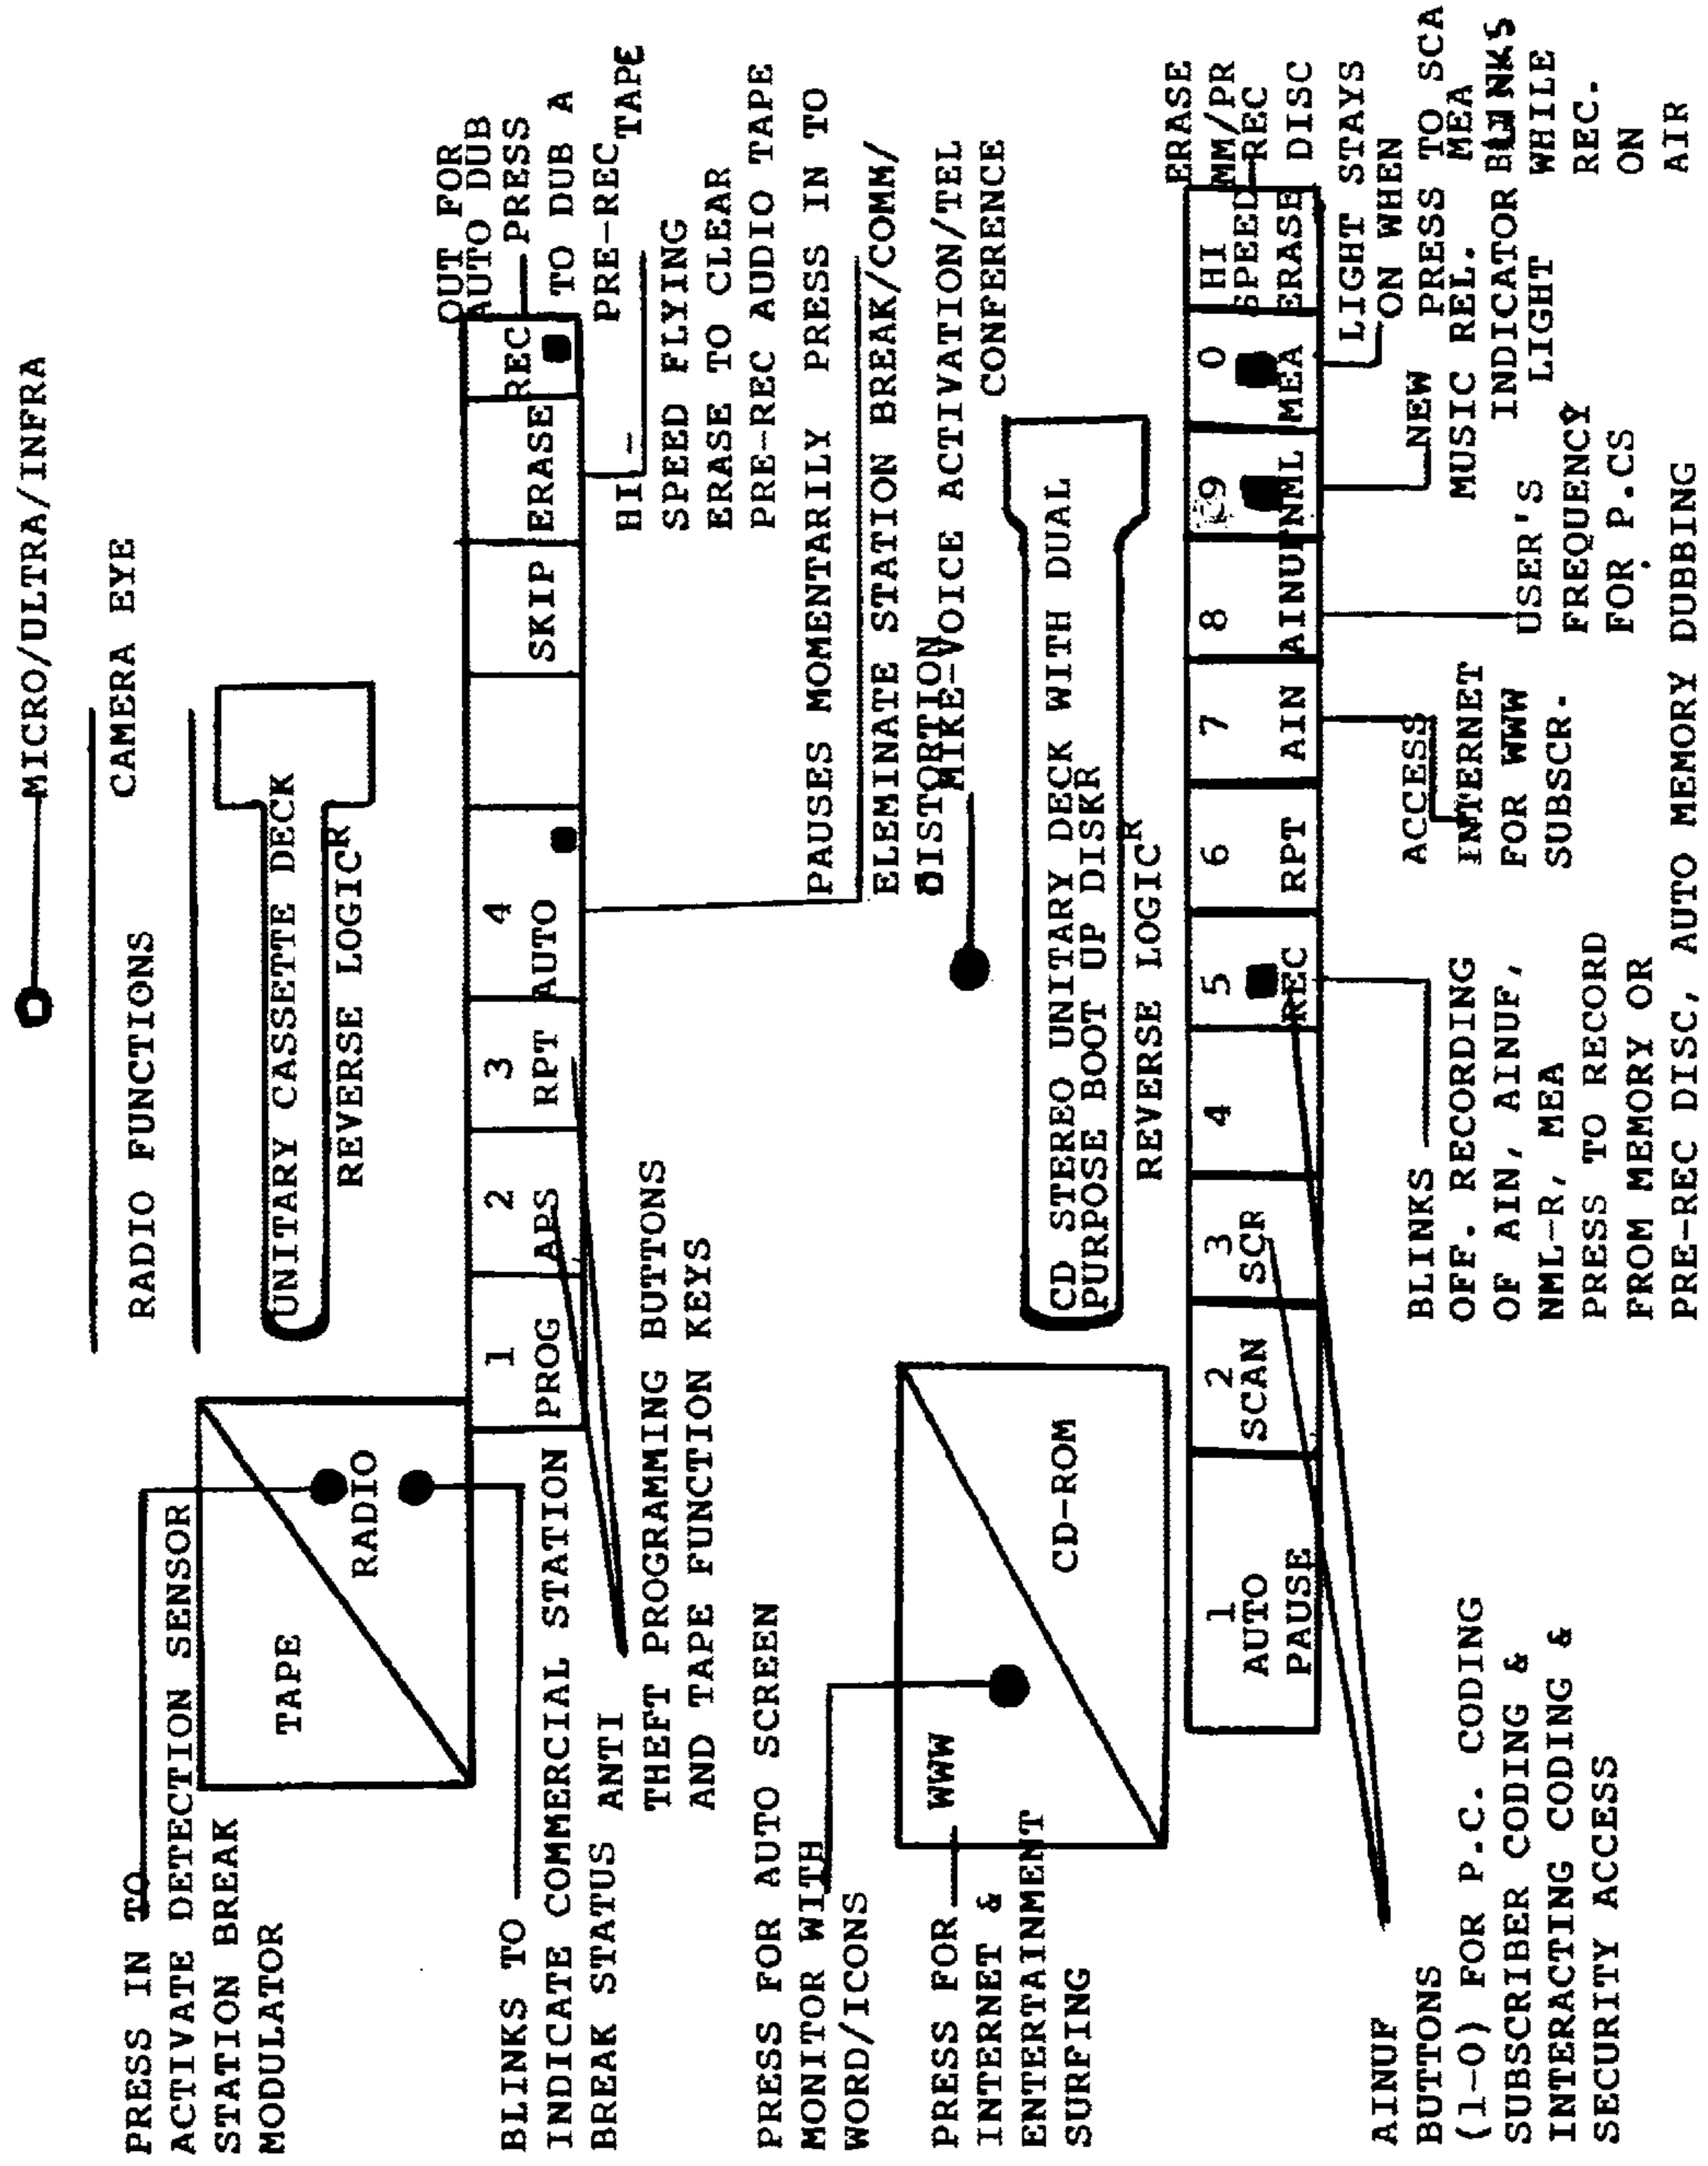 MICRO/ULTRA/INFRA
CAMERA EYE
RADIO FUNCTIONS
UNITARY CASSETTE DECK
REVERSE LOGIC R
PRESS IN TO
ACTIVATE DETECTION SENSOR
STATION BREAK
MODULATOR
TAPE
RADIO
BLINKS TO
INDICATE COMMERCIAL STATION
BREAK STATUS
1 PROG
2 APS
3 RPT
4 AUTO
SKIP
ERASE
REC
OUT FOR
AUTO DUB
PRESS
TO DUB A
PRE-REC TAPE
HI-
SPEED FLYING
ERASE TO CLEAR
PRE-REC AUDIO TAPE
ANTI
THEFT PROGRAMMING BUTTONS
AND TAPE FUNCTION KEYS
PAUSES MOMENTARILY PRESS IN TO
ELEMINATE STATION BREAK/COMM/
DISTORTION
MIKE-VOICE ACTIVATION/TEL
CONFERENCE
PRESS FOR AUTO SCREEN
MONITOR WITH
WORD/ICONS
PRESS FOR
INTERNET &
ENTERTAINMENT
SURFING
WWW
CD-ROM
CD STEREO UNITARY DECK WITH DUAL
PURPOSE BOOT UP DISKR
REVERSE LOGIC R
1 AUTO PAUSE
2 SCAN
3 SCR
4
5 REC
6 RPT
7 AIN
8 AINUF
9 NML
0 MEA
HI SPEED ERASE
ERASE
MM/PR
REC
DISC
LIGHT STAYS
ON WHEN
PRESS TO SCA
MEA
NEW
MUSIC REL.
INDICATOR BLINKS
LIGHT
WHILE
REC.
ON
AIR
USER'S
FREQUENCY
FOR P.CS
ACCESS
INTERNET
FOR WWW
SUBSCR.
BLINKS
OFF. RECORDING
OF AIN, AINUF,
NML-R, MEA
PRESS TO RECORD
FROM MEMORY OR
PRE-REC DISC, AUTO MEMORY DUBBING
AINUF
BUTTONS
(1-0) FOR P.C. CODING
SUBSCRIBER CODING &
INTERACTING CODING &
SECURITY ACCESS